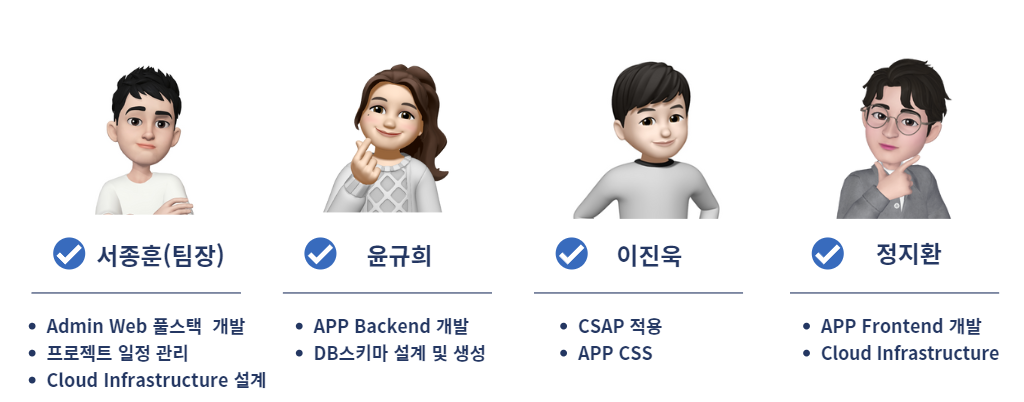 서종훈(팀장)
Admin Web 풀스택 개발
프로젝트 일정 관리
Cloud Infrastructure 설계
윤규희
APP Backend 개발
DB스키마 설계 및 생성
이진욱
CSAP 적용
APP CSS
정지환
APP Frontend 개발
Cloud Infrastructure